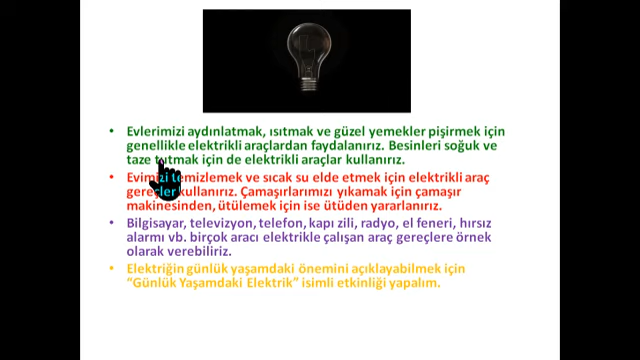 • Evlerimizi aydınlatmak, ısıtmak ve güzel yemekler pişirmek için
genellikle elektrikli araçlardan faydalanırız. Besinleri soğuk ve
taze tutmak için de elektrikli araçlar kullanırız.
• Evimizi temizlemek ve sıcak su elde etmek için elektrikli araç
gereçler kullanırız. Çamaşırlarımızı yıkamak için çamaşır
makinesinden, ütülemek için ise ütüden yararlanırız.
• Bilgisayar, televizyon, telefon, kapı zili, radyo, el feneri, hırsız
alarmı vb. birçok aracı elektrikle çalışan araç gereçlere örnek
olarak verebiliriz.
• Elektriğin günlük yaşamdaki önemini açıklayabilmek için
“Günlük Yaşamdaki Elektrik” isimli etkinliği yapalım.